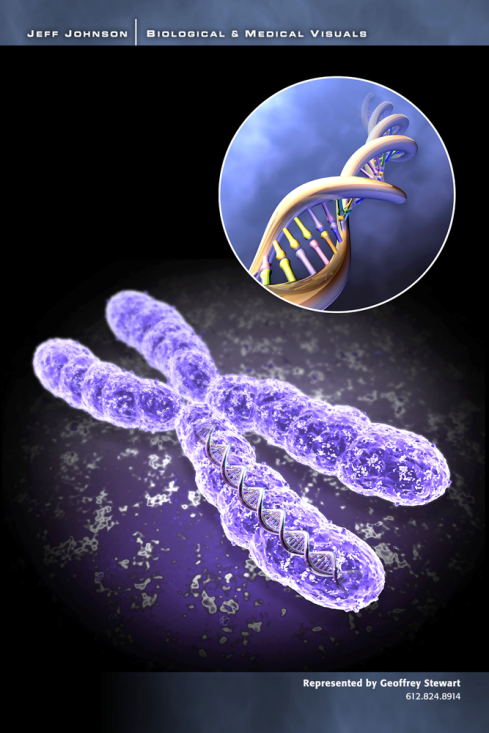 Jeff Johnson | Biological & Medical Visuals
Represented by Geoffrey Stewart
612.824.8914